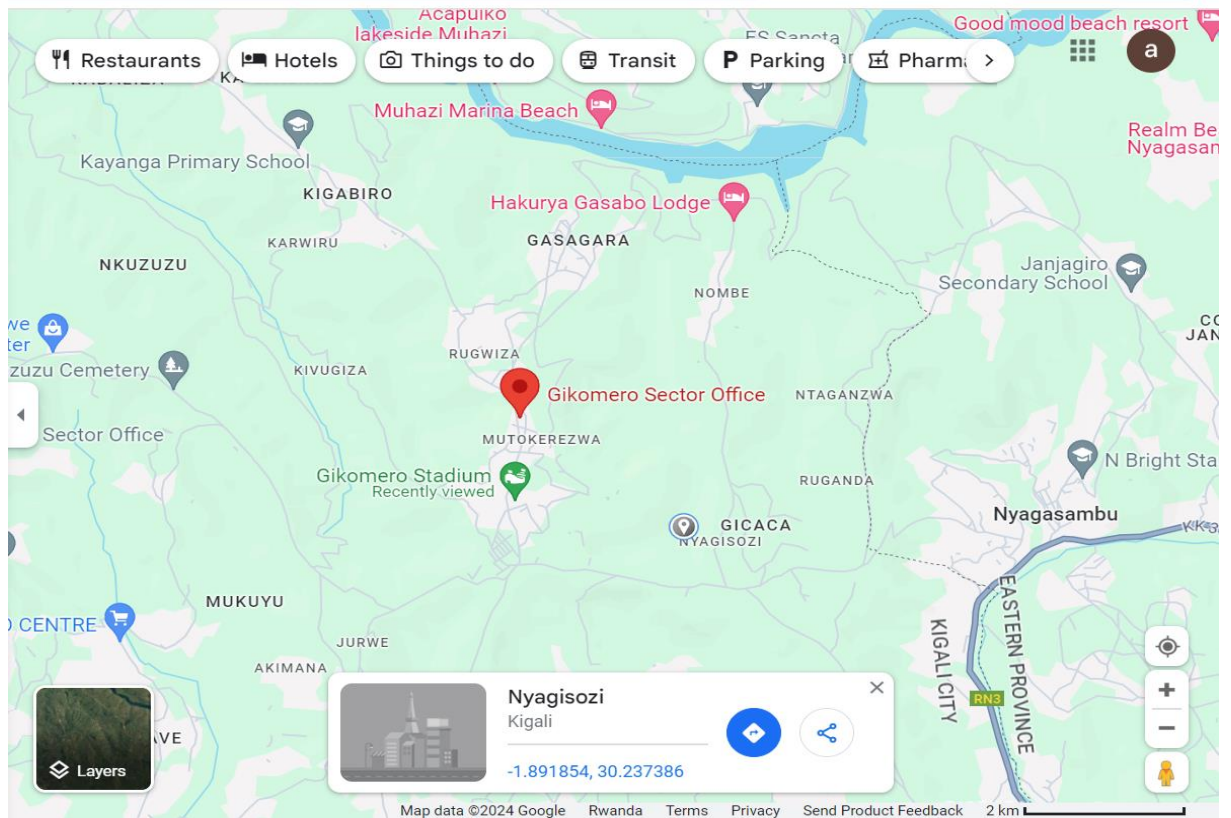 Acapulko
lakeside Muhazi
Good mood beach resort
Restaurants
Hotels
Things to do
Transit
P Parking
a
Muhazi Marina Beach
Realm Be
Nyagasan
Kayanga Primary School
KIGABIRO
Hakurya Gasabo Lodge
KARWIRU
GASAGARA
NKUZUZU
Janjagiro
Secondary School
NOMBE
RUGWIZA
zuzu Cemetery
KIVUGIZA
Gikomero Sector Office
NTAGANZWA
Sector Office
MUTOKEREZWA
Gikomero Stadium
Recently viewed
N Bright Sta
RUGANDA
Nyagasambu
GICACA
NYAGISOZI
MUKUYU
CENTRE
EASTERN PROVINCE
KIGALI CITY
JURWE
AKIMANA
RN3
Nyagisozi
Kigali
-1.891854, 30.237386
Layers
Map data ©2024 Google Rwanda Terms Privacy Send Product Feedback 2 km